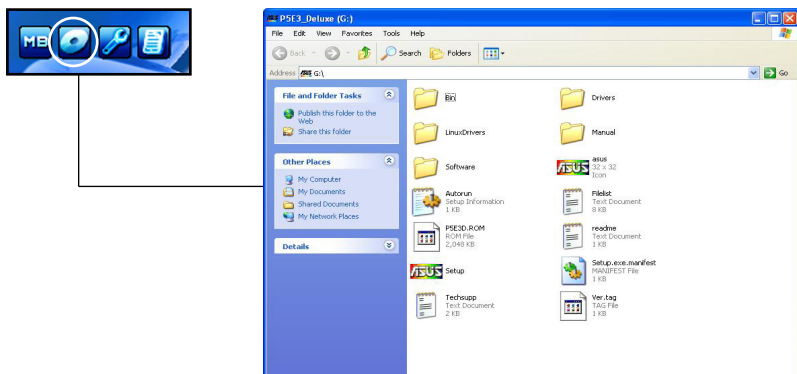 MB
P5E3_Deluxe (G:)
File Edit View Favorites Tools Help
Back Search Folders
Address G:\ Go
File and Folder Tasks
Publish this folder to the
Web
Share this folder
Other Places
My Computer
My Documents
Shared Documents
My Network Places
Details
Bin
Drivers
LinuxDrivers
Manual
Software
ASUS
asus
32 x 32
Icon
Autorun
Setup Information
1 KB
Filelist
Text Document
8 KB
P5E3D.ROM
ROM File
2,048 KB
readme
Text Document
1 KB
ASUS
Setup
Setup.exe.manifest
MANIFEST File
1 KB
Techsupp
Text Document
2 KB
Ver.tag
TAG File
1 KB